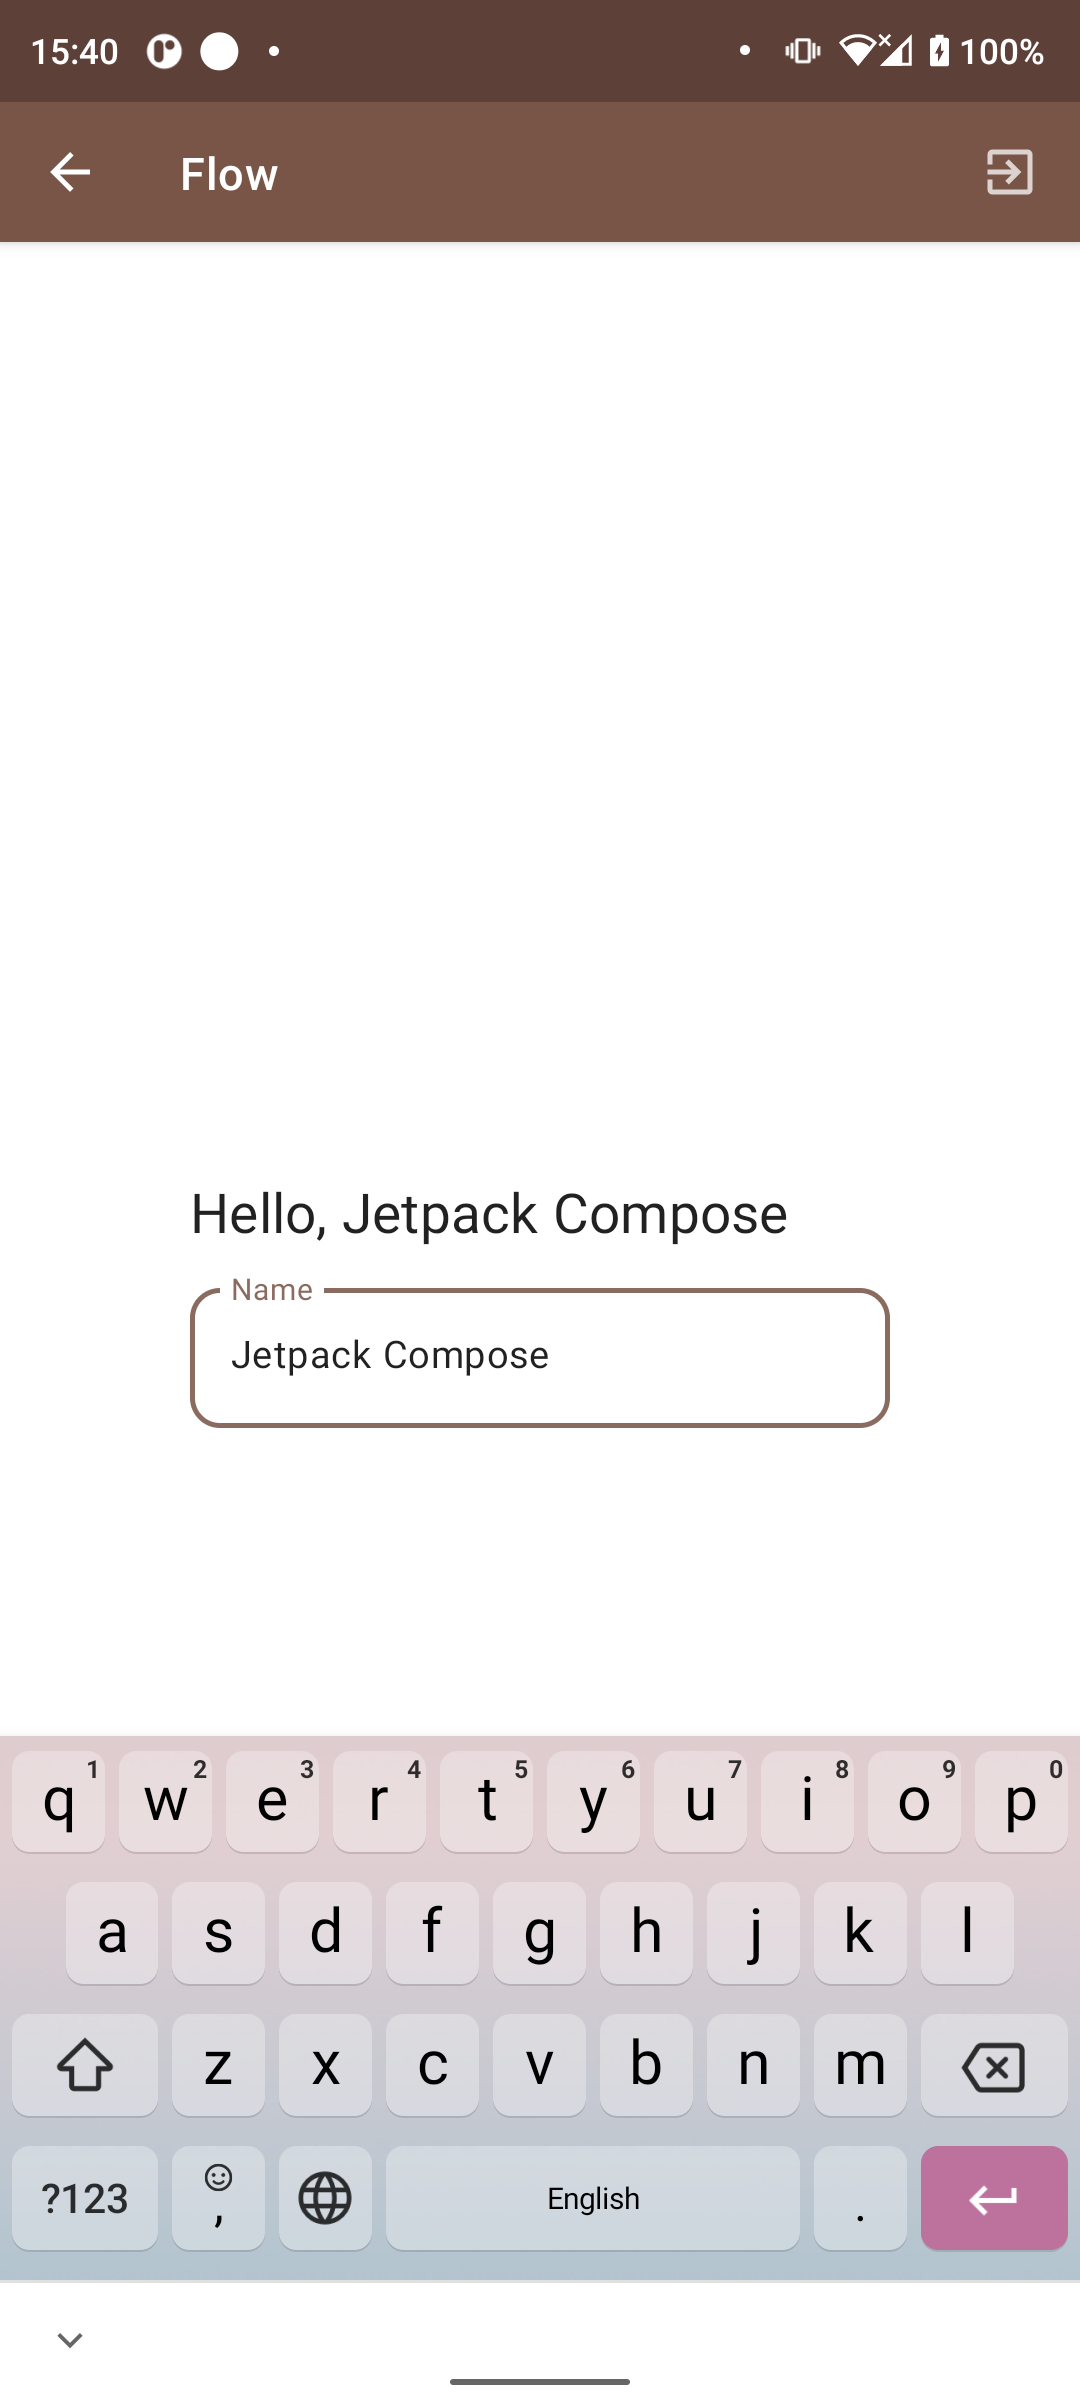 15:40
100%
Flow
Hello, Jetpack Compose
Name
Jetpack Compose
1 2 3 4 5 6 7 8 9 0
q w e r t y u i o p
a s d f g h j k l
z x c v b n m
?123 , English .